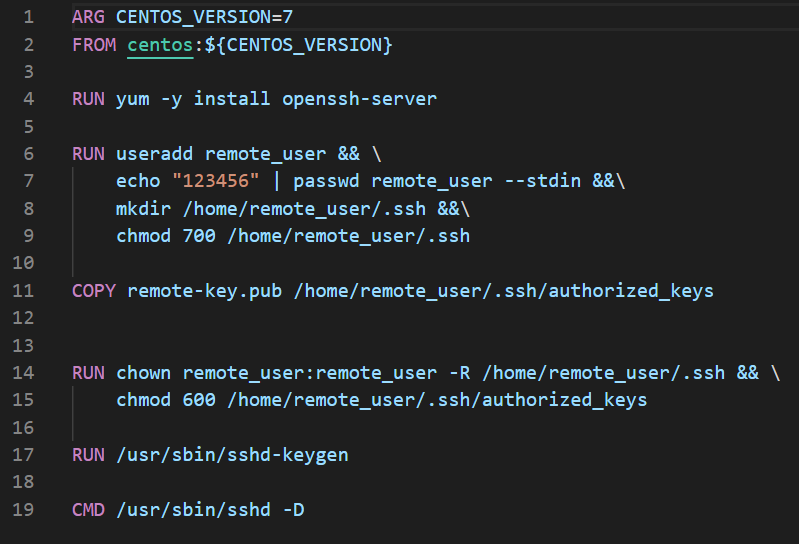 1 ARG CENTOS_VERSION=7
2 FROM centos:${CENTOS_VERSION}
3
4 RUN yum -y install openssh-server
5
6 RUN useradd remote_user && \
7     echo "123456" | passwd remote_user --stdin &&\
8     mkdir /home/remote_user/.ssh &&\
9     chmod 700 /home/remote_user/.ssh
10
11 COPY remote-key.pub /home/remote_user/.ssh/authorized_keys
12
13
14 RUN chown remote_user:remote_user -R /home/remote_user/.ssh && \
15     chmod 600 /home/remote_user/.ssh/authorized_keys
16
17 RUN /usr/sbin/sshd-keygen
18
19 CMD /usr/sbin/sshd -D